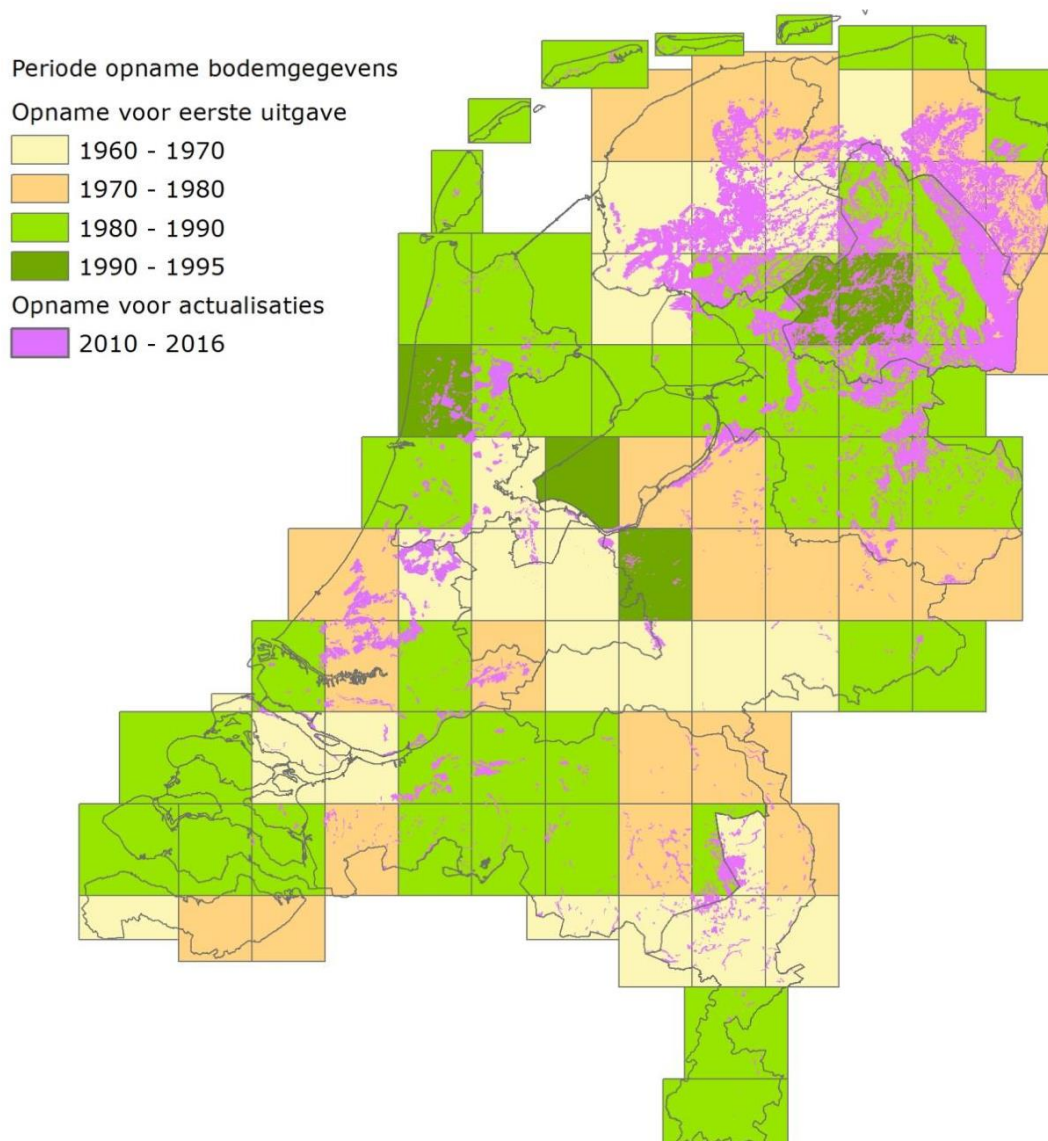 Periode opname bodemgegevens
Opname voor eerste uitgave
1960 - 1970
1970 - 1980
1980 - 1990
1990 - 1995
Opname voor actualisaties
2010 - 2016